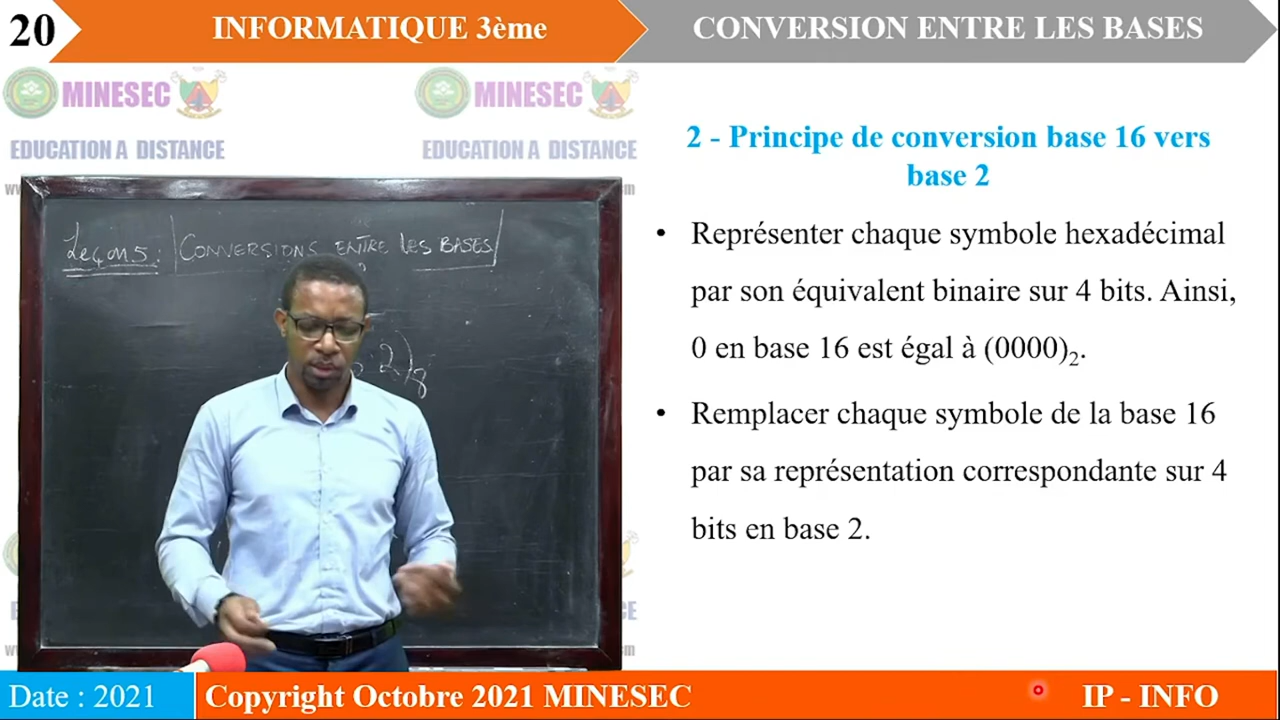 20
INFORMATIQUE 3ème
CONVERSION ENTRE LES BASES
MINESEC
MINESEC
EDUCATION A DISTANCE
EDUCATION A DISTANCE
Leçon 5: CONVERSIONS ENTRE LES BASES
2)8
2 - Principe de conversion base 16 vers
base 2
• Représenter chaque symbole hexadécimal
par son équivalent binaire sur 4 bits. Ainsi,
0 en base 16 est égal à (0000)₂.
• Remplacer chaque symbole de la base 16
par sa représentation correspondante sur 4
bits en base 2.
Date : 2021
Copyright Octobre 2021 MINESEC
IP - INFO